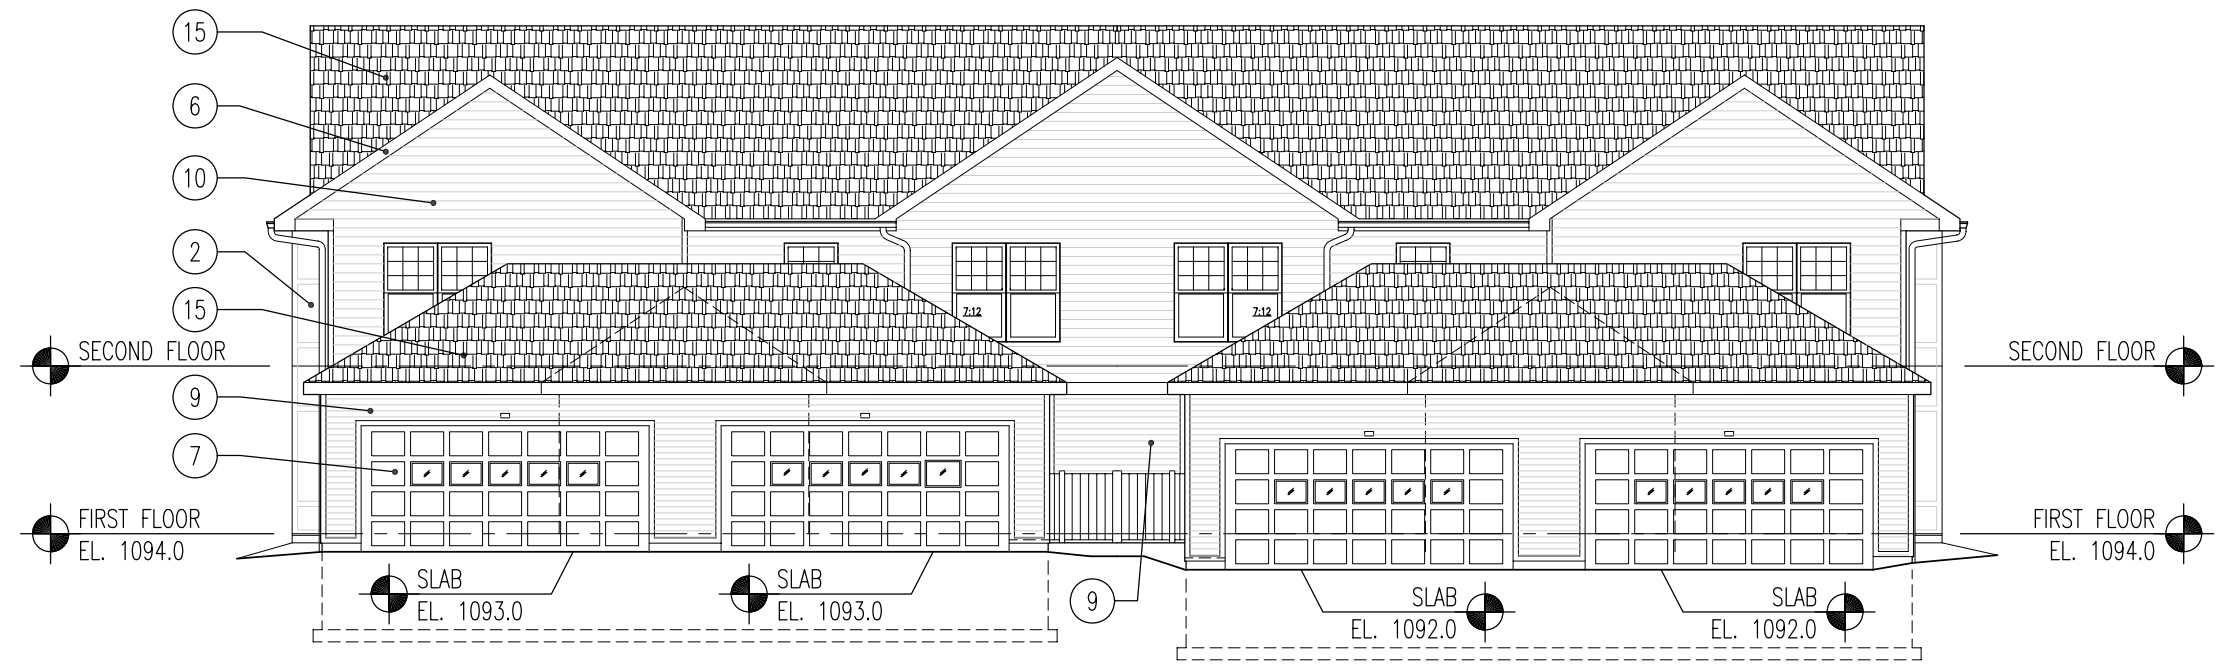 15
6
10
2
15
SECOND FLOOR
9
7
FIRST FLOOR
EL. 1094.0
7:12
7:12
SECOND FLOOR
FIRST FLOOR
EL. 1094.0
SLAB
EL. 1093.0
SLAB
EL. 1093.0
9
SLAB
EL. 1092.0
SLAB
EL. 1092.0